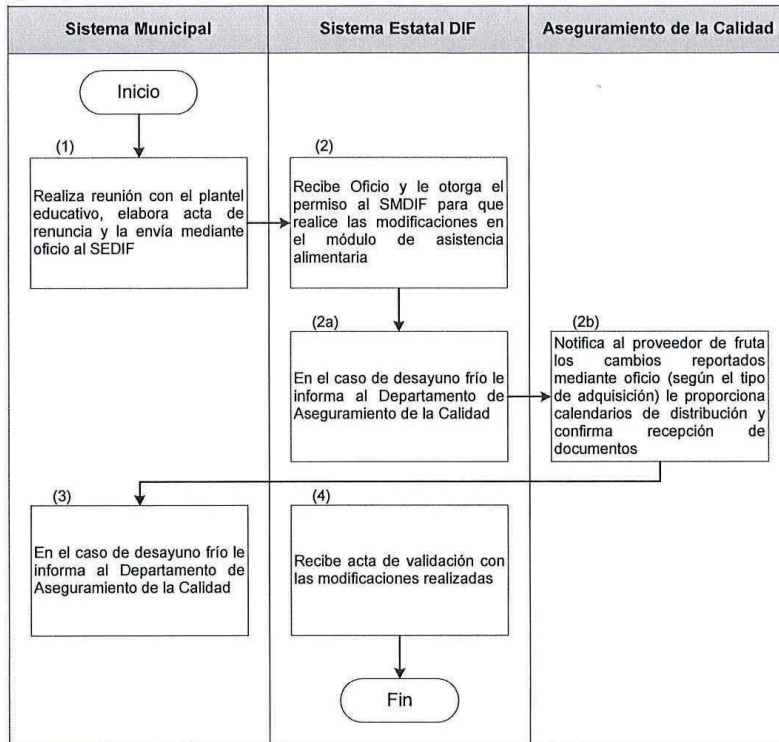 Sistema Municipal
Sistema Estatal DIF
Aseguramiento de la Calidad
Inicio
(1)
Realiza reunión con el plantel
educativo, elabora acta de
renuncia y la envía mediante
oficio al SEDIF
(2)
Recibe Oficio y le otorga el
permiso al SMDIF para que
realice las modificaciones en
el módulo de asistencia
alimentaria
(2a)
En el caso de desayuno frío le
informa al Departamento de
Aseguramiento de la Calidad
(2b)
Notifica al proveedor de fruta
los cambios reportados
mediante oficio (según el tipo
de adquisición) le proporciona
calendarios de distribución y
confirma recepción de
documentos
(3)
En el caso de desayuno frío le
informa al Departamento de
Aseguramiento de la Calidad
(4)
Recibe acta de validación con
las modificaciones realizadas
Fin